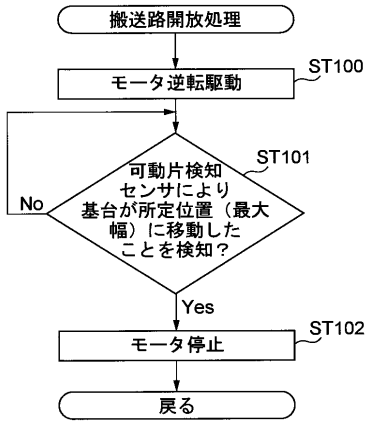 搬送路開放処理
ST100
モータ逆転駆動
ST101
可動片検知
センサにより
基台が所定位置（最大
幅）に移動した
ことを検知？
No
Yes
ST102
モータ停止
戻る